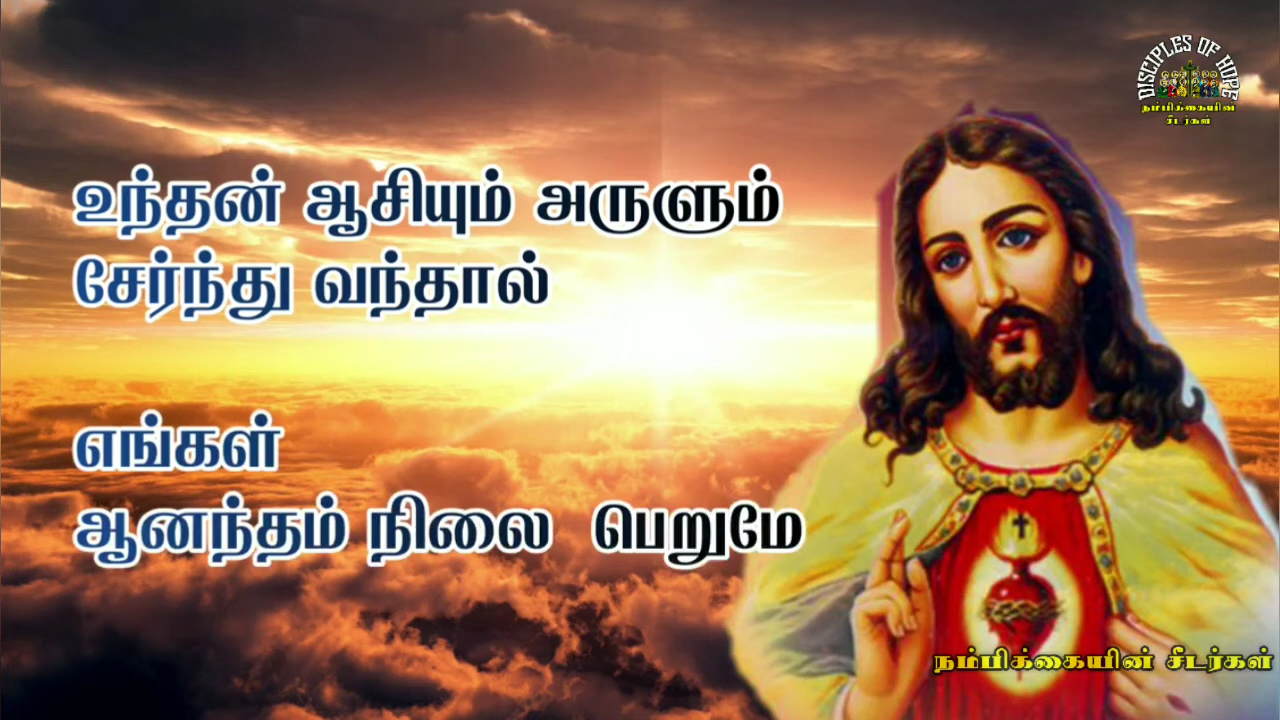 DISCIPLES OF HOPE
நம்பிக்கையின்
சீடர்கள்
உந்தன் ஆசியும் அருளும்
சேர்ந்து வந்தால்
எங்கள்
ஆனந்தம் நிலை பெறுமே
நம்பிக்கையின் சீடர்கள்